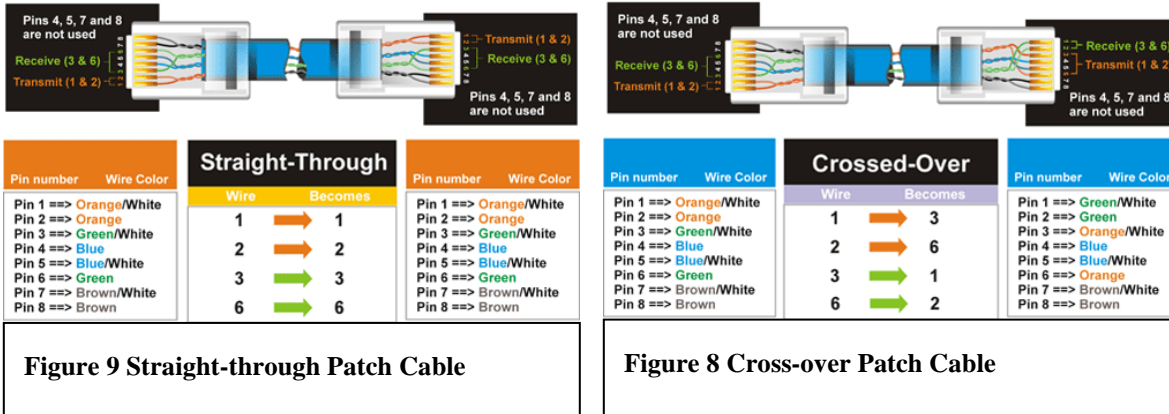 Pins 4, 5, 7 and 8
are not used
Receive (3 & 6)
Transmit (1 & 2)
Transmit (1 & 2)
Receive (3 & 6)
Pins 4, 5, 7 and 8
are not used
Straight-Through
Pin number Wire Color
Wire Becomes
Pin number Wire Color
Pin 1 ==> Orange/White
Pin 2 ==> Orange
Pin 3 ==> Green/White
Pin 4 ==> Blue
Pin 5 ==> Blue/White
Pin 6 ==> Green
Pin 7 ==> Brown/White
Pin 8 ==> Brown
1 1
2 2
3 3
6 6
Pin 1 ==> Orange/White
Pin 2 ==> Orange
Pin 3 ==> Green/White
Pin 4 ==> Blue
Pin 5 ==> Blue/White
Pin 6 ==> Green
Pin 7 ==> Brown/White
Pin 8 ==> Brown
Figure 9 Straight-through Patch Cable
Pins 4, 5, 7 and 8
are not used
Receive (3 & 6)
Transmit (1 & 2)
Receive (3 & 6)
Transmit (1 & 2)
Pins 4, 5, 7 and 8
are not used
Crossed-Over
Pin number Wire Color
Wire Becomes
Pin number Wire Color
Pin 1 ==> Orange/White
Pin 2 ==> Orange
Pin 3 ==> Green/White
Pin 4 ==> Blue
Pin 5 ==> Blue/White
Pin 6 ==> Green
Pin 7 ==> Brown/White
Pin 8 ==> Brown
1 3
2 6
3 1
6 2
Pin 1 ==> Green/White
Pin 2 ==> Green
Pin 3 ==> Orange/White
Pin 4 ==> Blue
Pin 5 ==> Blue/White
Pin 6 ==> Orange
Pin 7 ==> Brown/White
Pin 8 ==> Brown
Figure 8 Cross-over Patch Cable